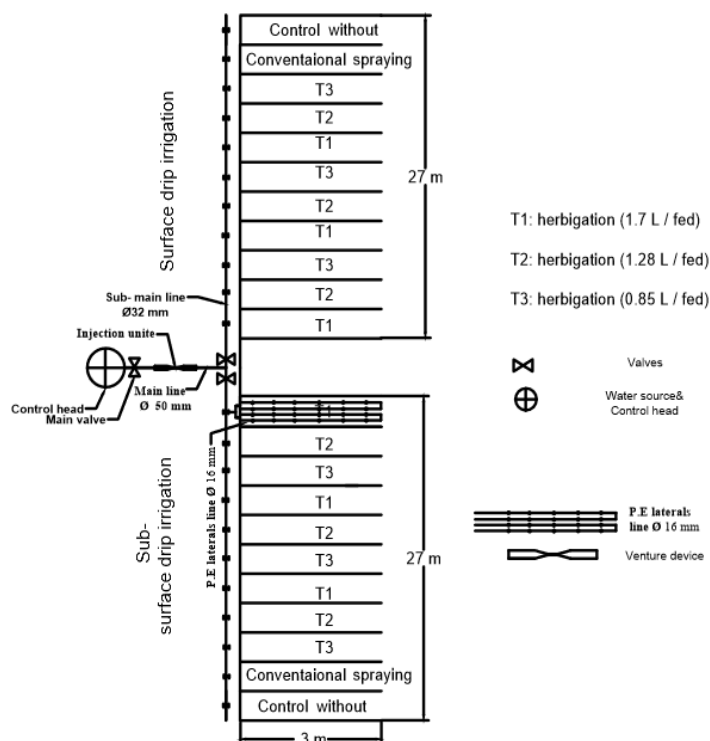 Control without
Conventaional spraying
T3
T2
T1
T3
T2
T1
T3
T2
T1
27 m
Surface drip irrigation
T1: herbigation (1.7 L / fed)
T2: herbigation (1.28 L / fed)
T3: herbigation (0.85 L / fed)
Sub- main line
Ø32 mm
Injection unite
Main line
Ø 50 mm
Control head
Main valve
Valves
Water source&
Control head
P.E laterals
line Ø 16 mm
Venture device
Sub-
surface drip irrigation
P.E laterals line Ø 16 mm
T1
T2
T3
T1
T2
T3
T1
T2
T3
Conventaional spraying
Control without
27 m
3 m